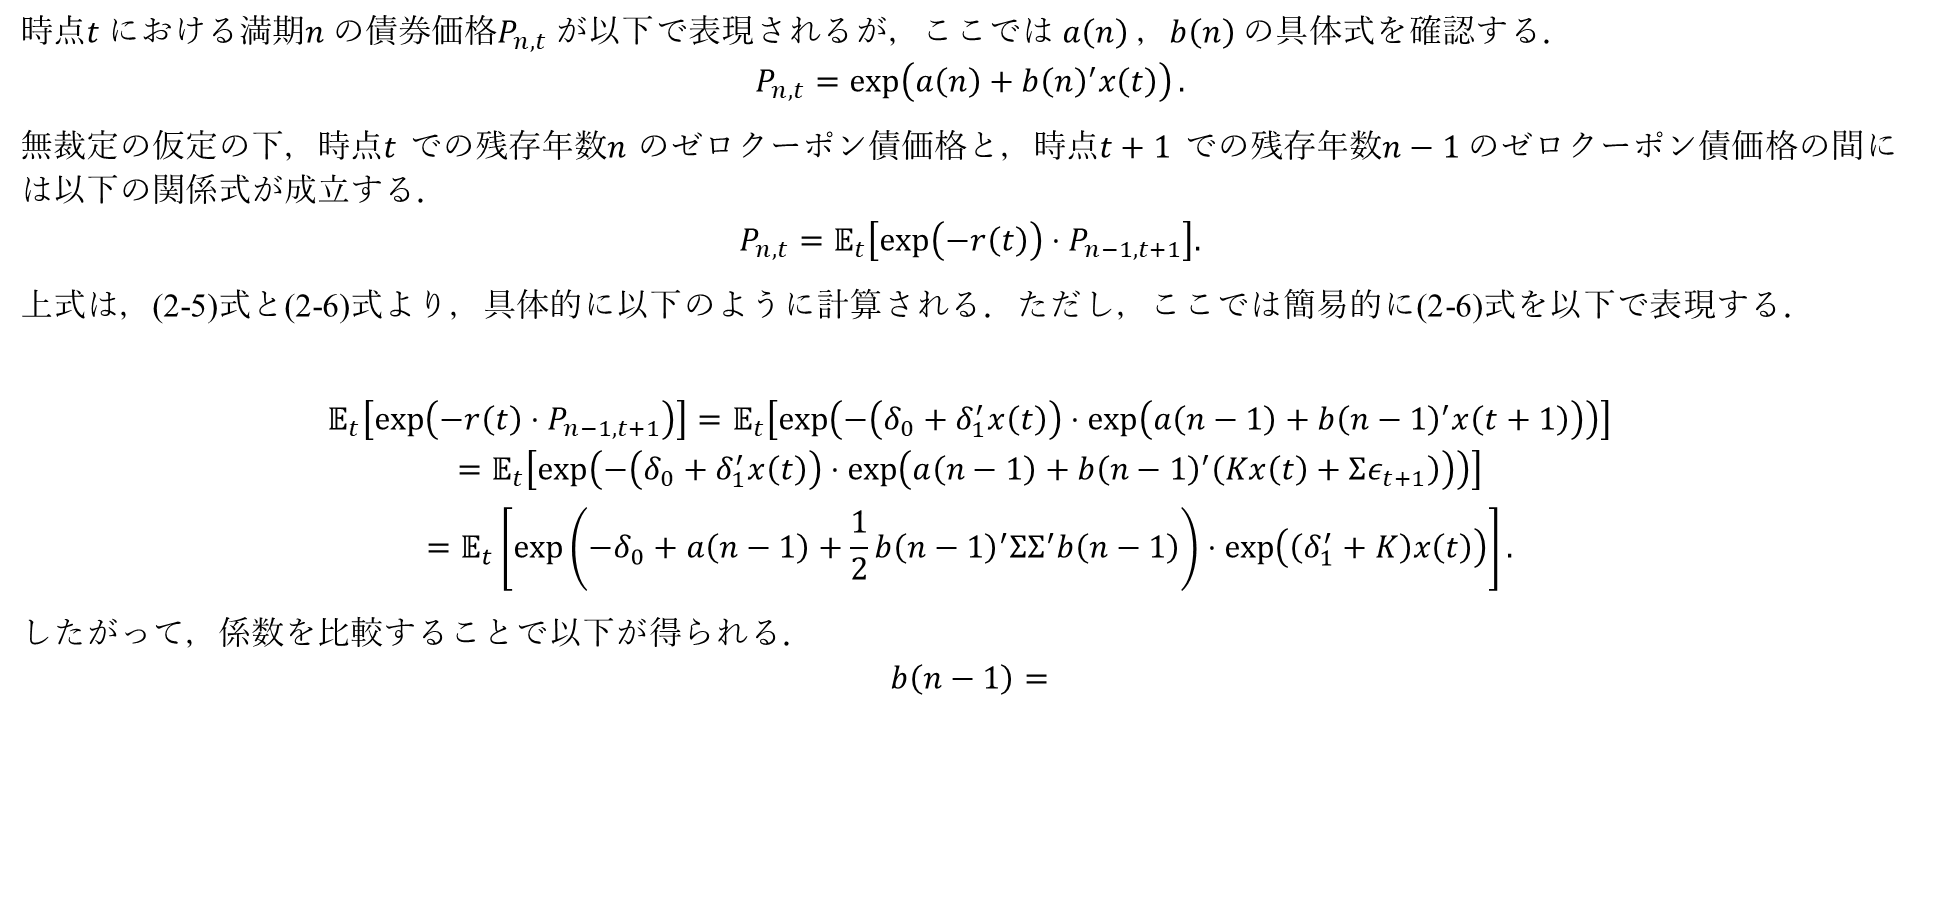 時点t における満期n の債券価格P_{n,t} が以下で表現されるが，ここでは a(n) ，b(n) の具体式を確認する．
P_{n,t} = exp(a(n) + b(n)′x(t)) .
無裁定の仮定の下，時点t での残存年数n のゼロクーポン債価格と，時点t + 1 での残存年数n − 1 のゼロクーポン債価格の間に
は以下の関係式が成立する．
P_{n,t} = 𝔼_t[exp(−r(t)) · P_{n−1,t+1}].
上式は，(2-5)式と(2-6)式より，具体的に以下のように計算される．ただし，ここでは簡易的に(2-6)式を以下で表現する．
𝔼_t[exp(−r(t) · P_{n−1,t+1})] = 𝔼_t[exp(−(δ_0 + δ_1′x(t)) · exp(a(n − 1) + b(n − 1)′x(t + 1)))]
= 𝔼_t[exp(−(δ_0 + δ_1′x(t)) · exp(a(n − 1) + b(n − 1)′(Kx(t) + Σϵ_{t+1})))]
= 𝔼_t [exp (−δ_0 + a(n − 1) + \frac{1}{2} b(n − 1)′ΣΣ′b(n − 1)) · exp((δ_1′ + K)x(t))] .
したがって，係数を比較することで以下が得られる．
b(n − 1) =